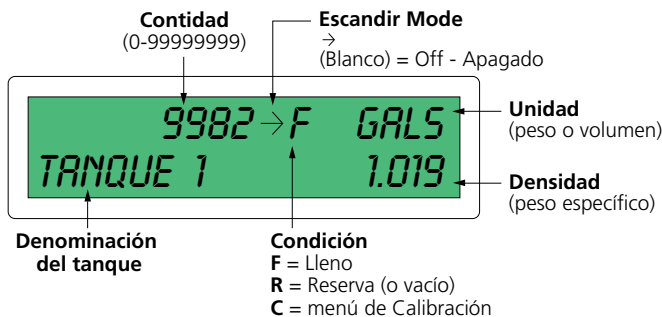 Contidad
(0-99999999)
Escandir Mode
→
(Blanco) = Off - Apagado
9982 → F GALS
TANQUE 1 1.019
Unidad
(peso o volumen)
Densidad
(peso específico)
Denominación
del tanque
Condición
F = Lleno
R = Reserva (o vacío)
C = menú de Calibración